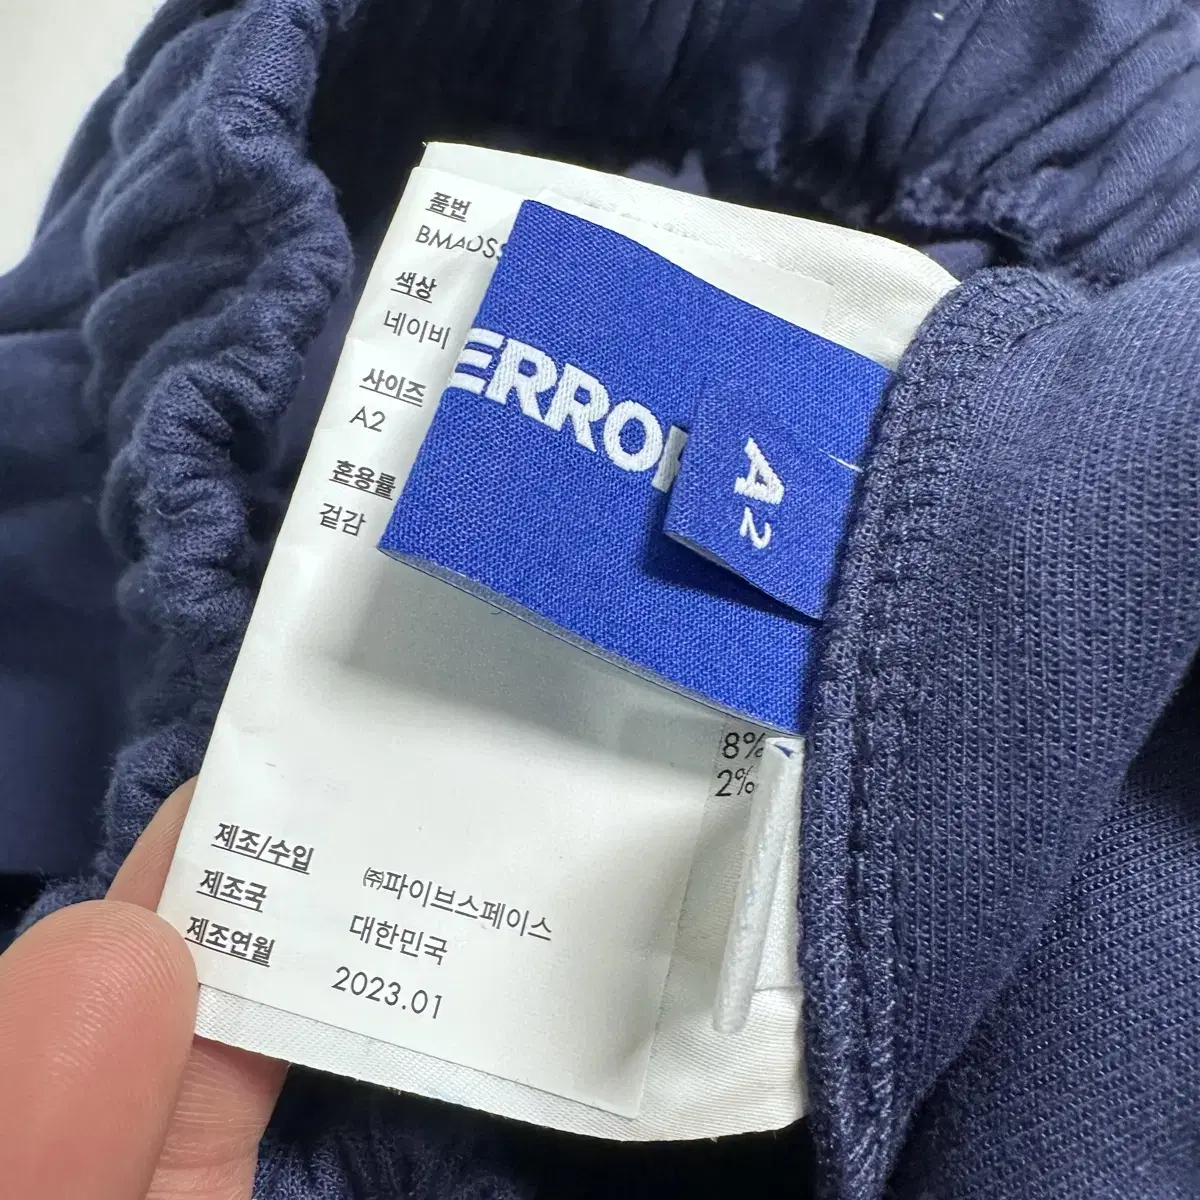 품번
BMADS
색상
네이비
사이즈
A2
혼용률
겉감
ERRO
A2
8%
2%
제조/수입 ㈜파이브스페이스
제조국 대한민국
제조연월 2023.01